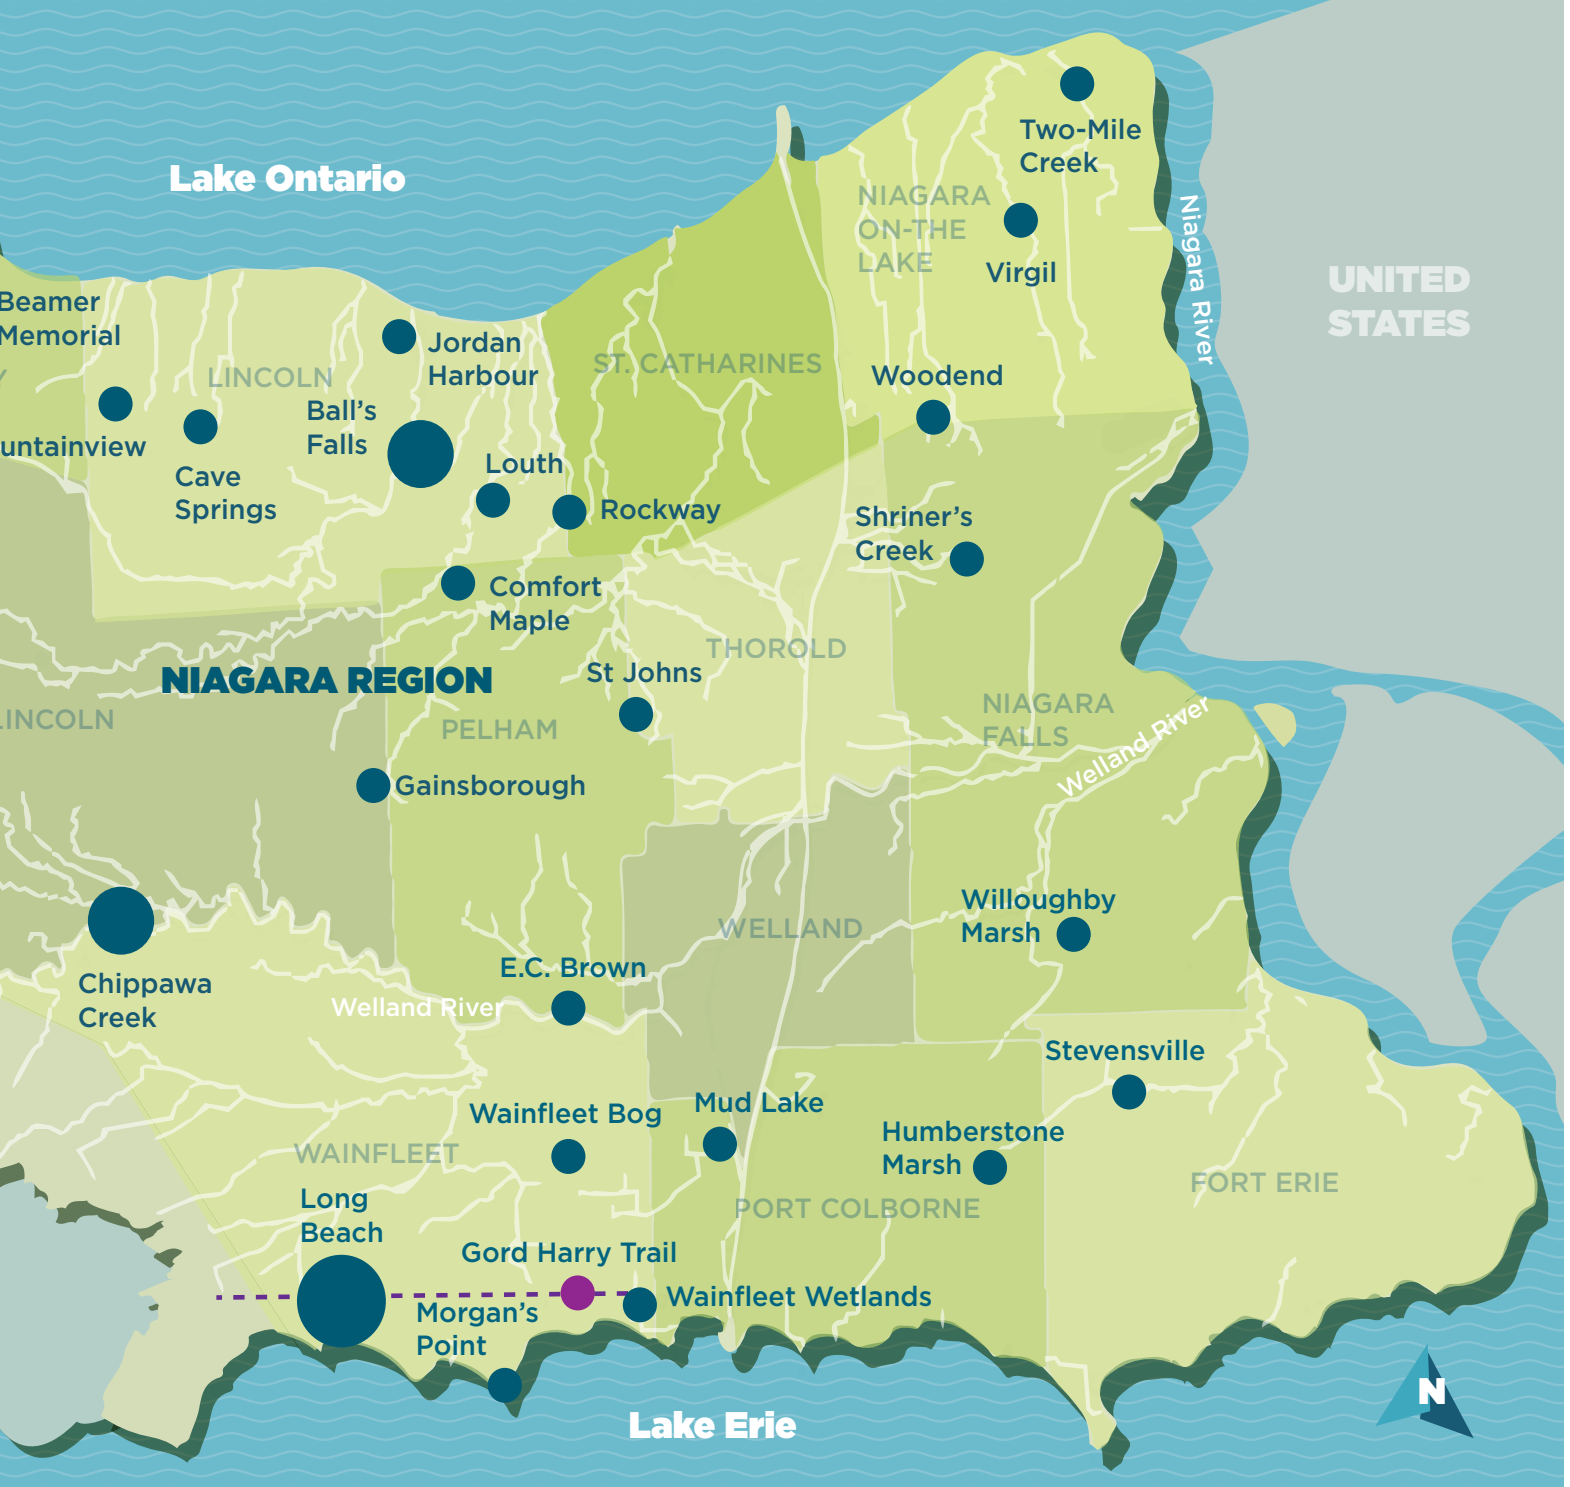 Two-Mile
Creek
Lake Ontario
NIAGARA
ON-THE
LAKE
Niagara River
Virgil
UNITED
STATES
Beamer
Memorial
Jordan
Harbour
ST. CATHARINES
Woodend
LINCOLN
Y
Ball's
Falls
untainview
Louth
Cave
Springs
Rockway
Shriner's
Creek
Comfort
Maple
THOROLD
NIAGARA REGION
St Johns
LINCOLN
PELHAM
NIAGARA
FALLS
Welland River
Gainsborough
Willoughby
Marsh
WELLAND
E.C. Brown
Chippawa
Creek
Welland River
Stevensville
Wainfleet Bog
Mud Lake
Humberstone
Marsh
WAINFLEET
FORT ERIE
Long
Beach
PORT COLBORNE
Gord Harry Trail
Wainfleet Wetlands
Morgan's
Point
N
Lake Erie